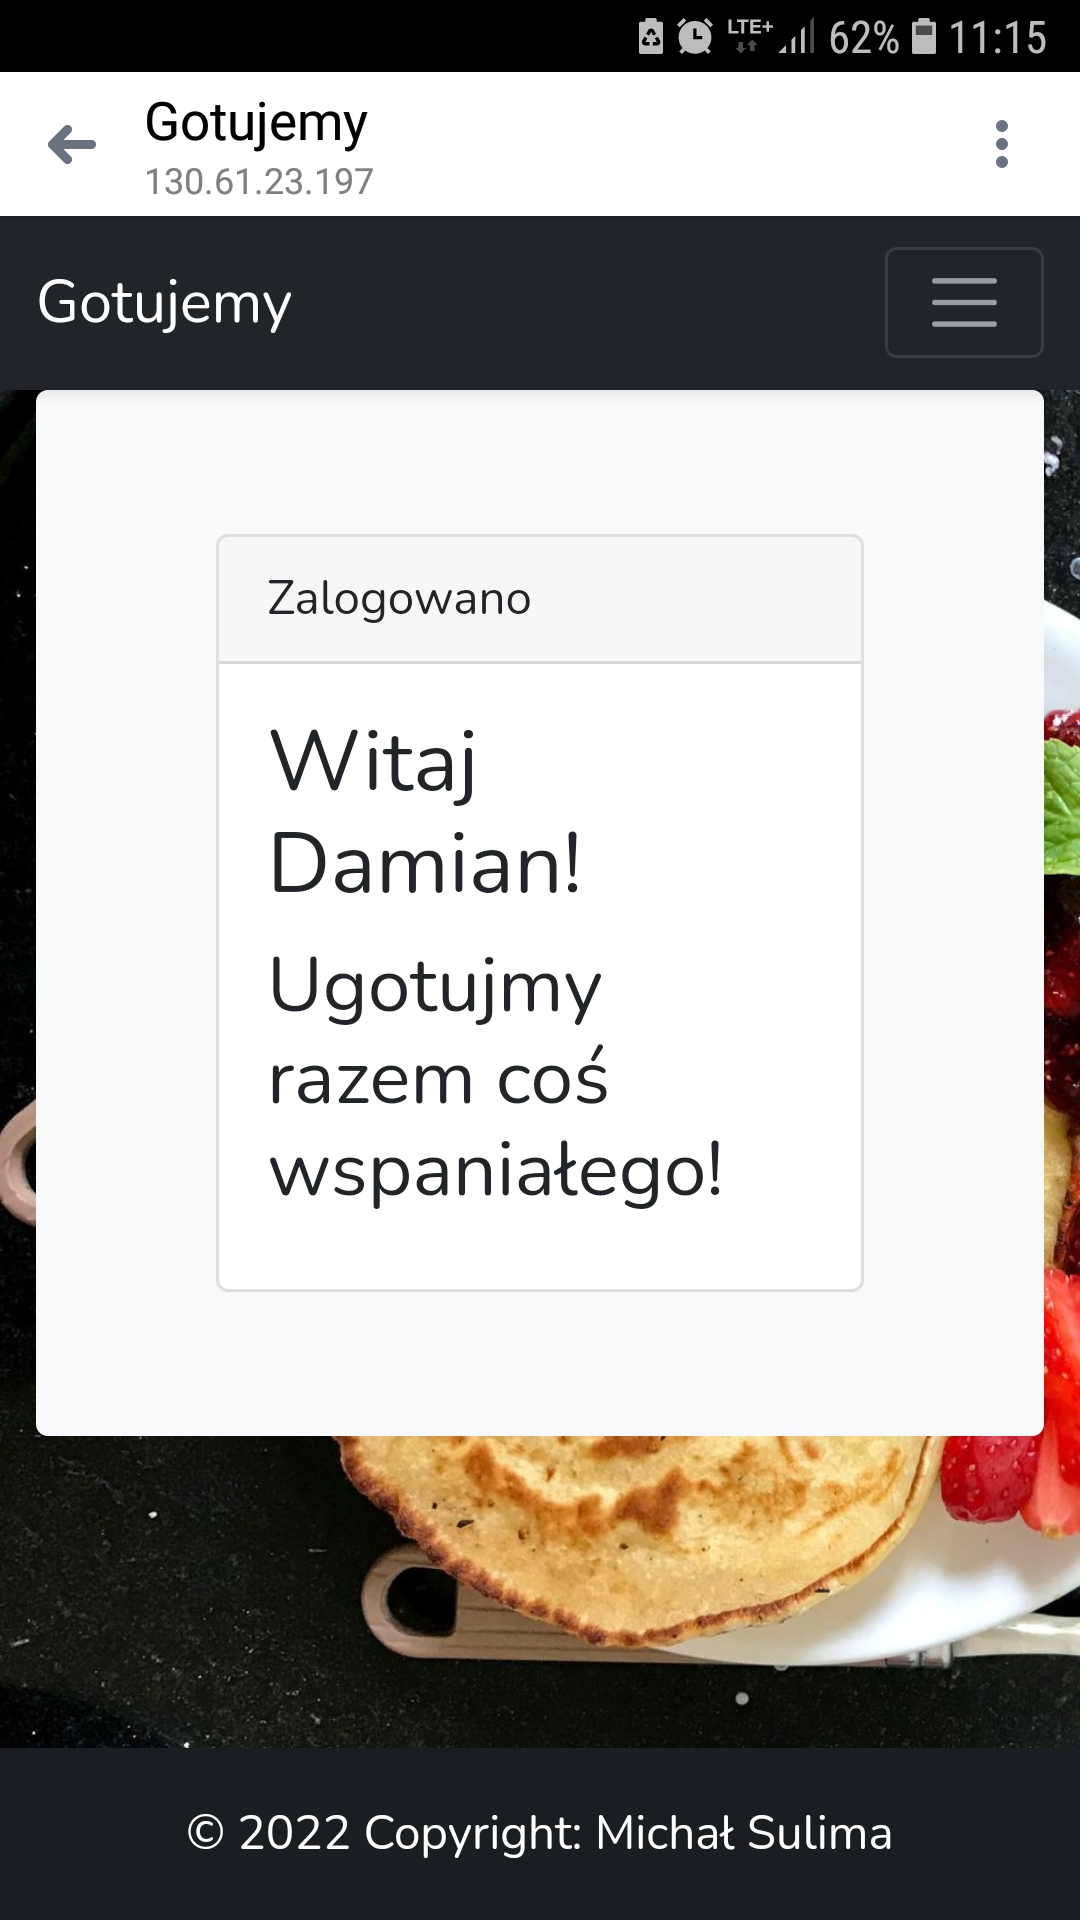 LTE+ 62% 11:15
Gotujemy
130.61.23.197
Gotujemy
Zalogowano
Witaj
Damian!
Ugotujmy
razem coś
wspaniałego!
© 2022 Copyright: Michał Sulima